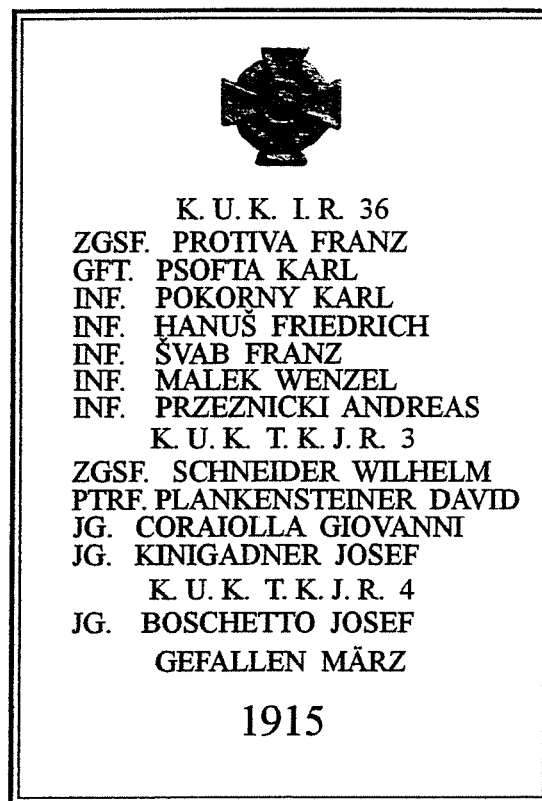 K. U. K. I. R. 36
ZGSF. PROTIVA FRANZ
GFT. PSOFTA KARL
INF. POKORNY KARL
INF. HANUŠ FRIEDRICH
INF. ŠVAB FRANZ
INF. MALEK WENZEL
INF. PRZEZNICKI ANDREAS
K. U. K. T. K. J. R. 3
ZGSF. SCHNEIDER WILHELM
PTRF. PLANKENSTEINER DAVID
JG. CORAIOLLA GIOVANNI
JG. KINIGADNER JOSEF
K. U. K. T. K. J. R. 4
JG. BOSCHETTO JOSEF
GEFALLEN MÄRZ
1915